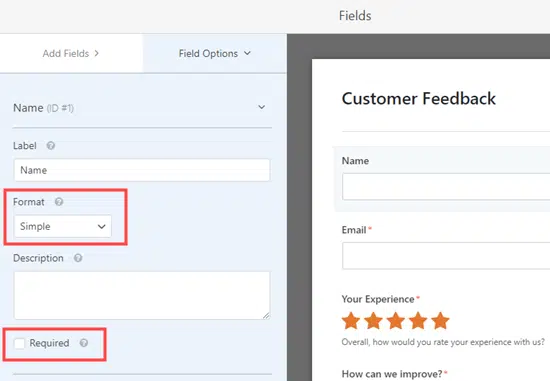 Fields
Add Fields
Field Options
Name (ID #1)
Label
Name
Format
Simple
Description
Required
Customer Feedback
Name
Email*
Your Experience*
Overall, how would you rate your experience with us?
How can we improve?*